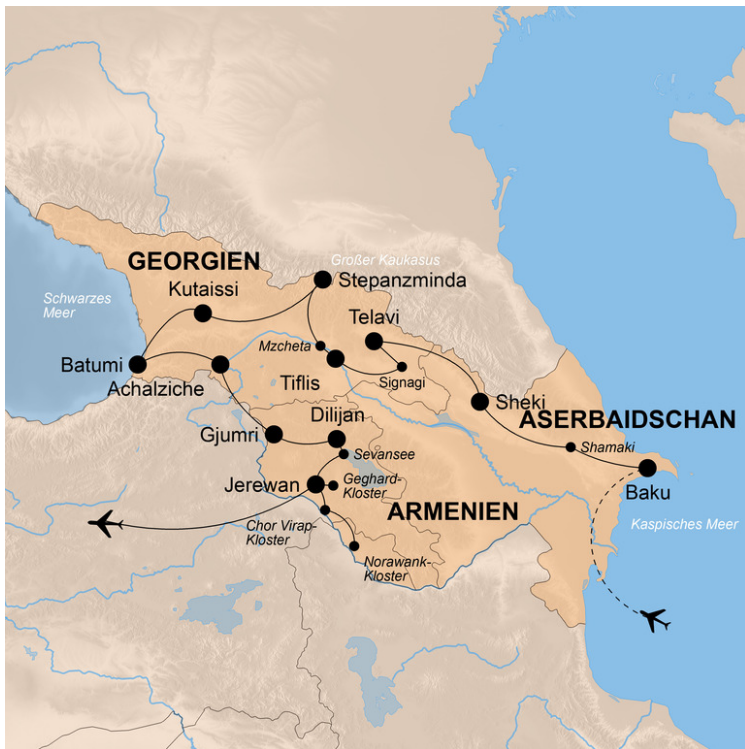 Großer Kaukasus
GEORGIEN
Stepanzminda
Kutaissi
Schwarzes
Meer
Telavi
Mzcheta
Batumi
Achalziche
Tiflis
Signagi
Sheki
Dilijan
ASERBAIDSCHAN
Gjumri
Sevansee
Shamaki
Jerewan
Geghard-
Kloster
Baku
ARMENIEN
Chor Virap-
Kloster
Kaspisches Meer
Norawank-
Kloster